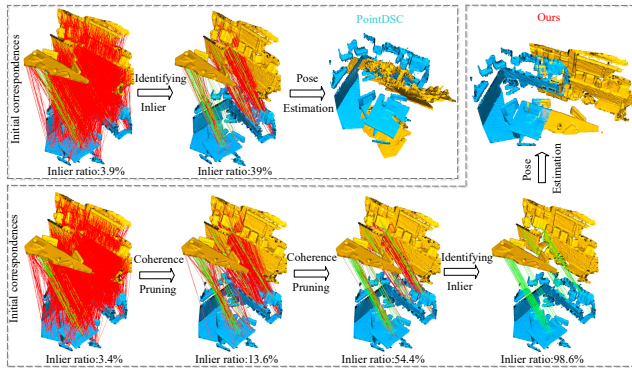 PointDSC
Ours
Initial correspondences
Identifying
Inlier
Pose
Estimation
Inlier ratio:3.9%
Inlier ratio:39%
Pose
Estimation
Initial correspondences
Coherence
Pruning
Coherence
Pruning
Identifying
Inlier
Inlier ratio:3.4%
Inlier ratio:13.6%
Inlier ratio:54.4%
Inlier ratio:98.6%